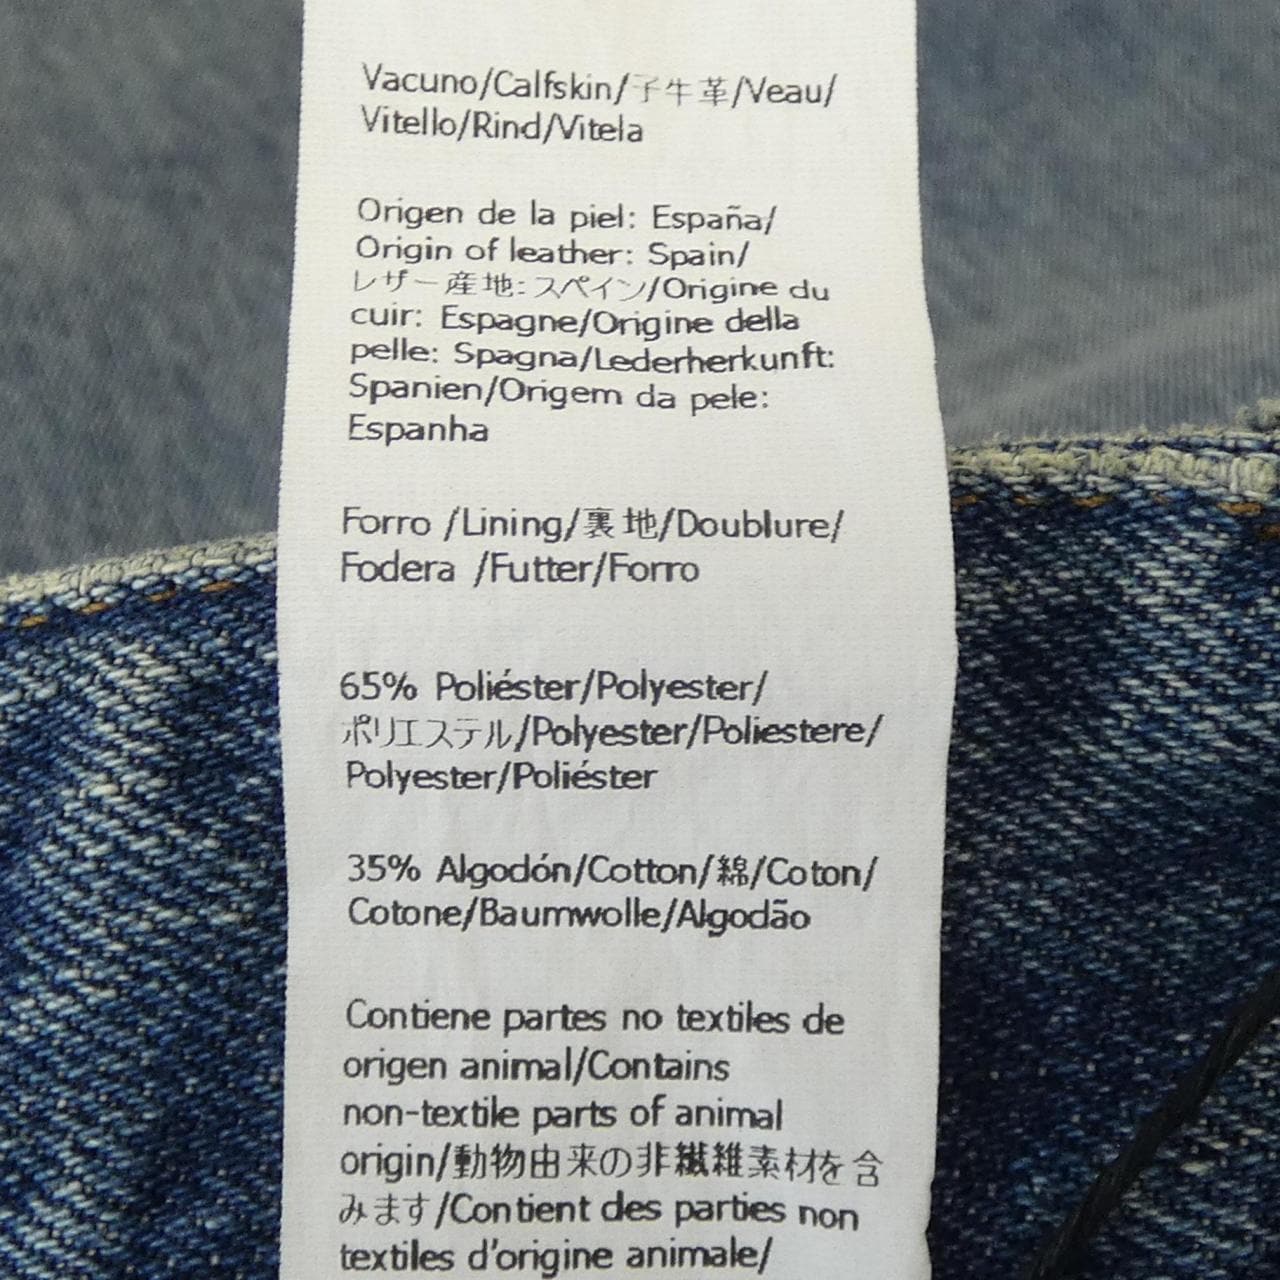 Vacuno/Calfskin/子牛革/Veau/
Vitello/Rind/Vitela
Origen de la piel: España/
Origin of leather: Spain/
レザー産地:スペイン/Origine du
cuir: Espagne/Origine della
pelle: Spagna/Lederherkunft:
Spanien/Origem da pele:
Espanha
Forro /Lining/裏地/Doublure/
Fodera /Futter/Forro
65% Poliéster/Polyester/
ポリエステル/Polyester/Poliestere/
Polyester/Poliéster
35% Algodón/Cotton/綿/Coton/
Cotone/Baumwolle/Algodão
Contiene partes no textiles de
origen animal/Contains
non-textile parts of animal
origin/動物由来の非繊維素材を含
みます/Contient des parties non
textiles d'origine animale/